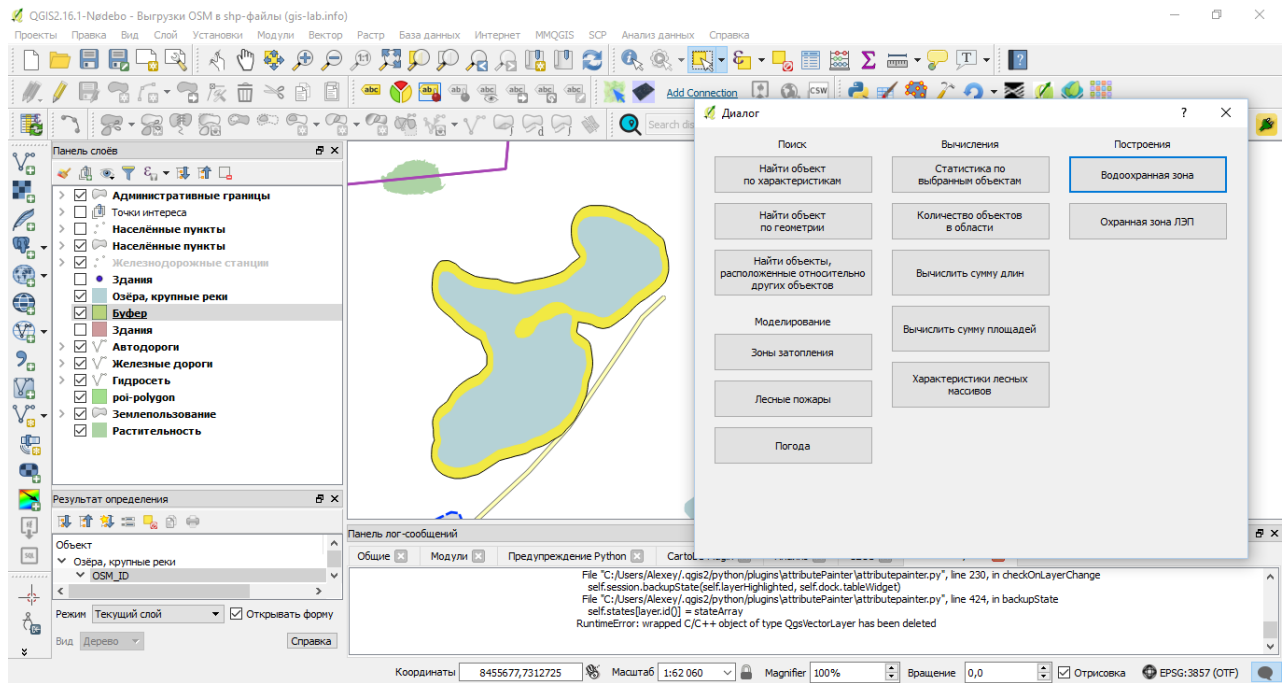 QGIS2.16.1-Nødebo - Выгрузки OSM в shp-файлы (gis-lab.info)
Проекты Правка Вид Слой Установки Модули Вектор Растр База данных Интернет MMQGIS SCP Анализ данных Справка
abc
Add Connection
CSW
Search
Панель слоёв
Административные границы
Точки интереса
Населённые пункты
Населённые пункты
Железнодорожные станции
Здания
Озёра, крупные реки
Буфер
Здания
Автодороги
Железные дороги
Гидросеть
poi-polygon
Землепользование
Растительность
Результат определения
Объект
Озёра, крупные реки
OSM_ID
Режим Текущий слой Открывать форму
Вид Дерево Справка
Диалог
Поиск
Найти объект
по характеристикам
Найти объект
по геометрии
Найти объекты,
расположенные относительно
других объектов
Моделирование
Зоны затопления
Лесные пожары
Погода
Вычисления
Статистика по
выбранным объектам
Количество объектов
в области
Вычислить сумму длин
Вычислить сумму площадей
Характеристики лесных
массивов
Построения
Водоохранная зона
Охранная зона ЛЭП
Панель лог-сообщений
Общие Модули Предупреждение Python
File "C:/Users/Alexey/.qgis2/python/plugins\attributePainter\attributepainter.py", line 230, in checkOnLayerChange
self.session.backupState(self.layerHighlighted, self.dock.tableWidget)
File "C:/Users/Alexey/.qgis2/python/plugins\attributePainter\attributepainter.py", line 424, in backupState
self.states[layer.id()] = stateArray
RuntimeError: wrapped C/C++ object of type QgsVectorLayer has been deleted
Координаты 8455677,7312725 Масштаб 1:62 060 Magnifier 100% Вращение 0,0 Отрисовка EPSG:3857 (OTF)